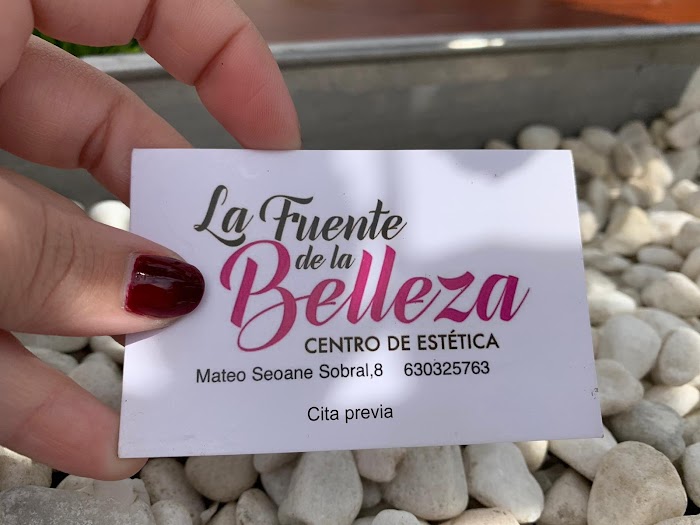 La Fuente
de la
Belleza
CENTRO DE ESTÉTICA
Mateo Seoane Sobral,8 630325763
Cita previa